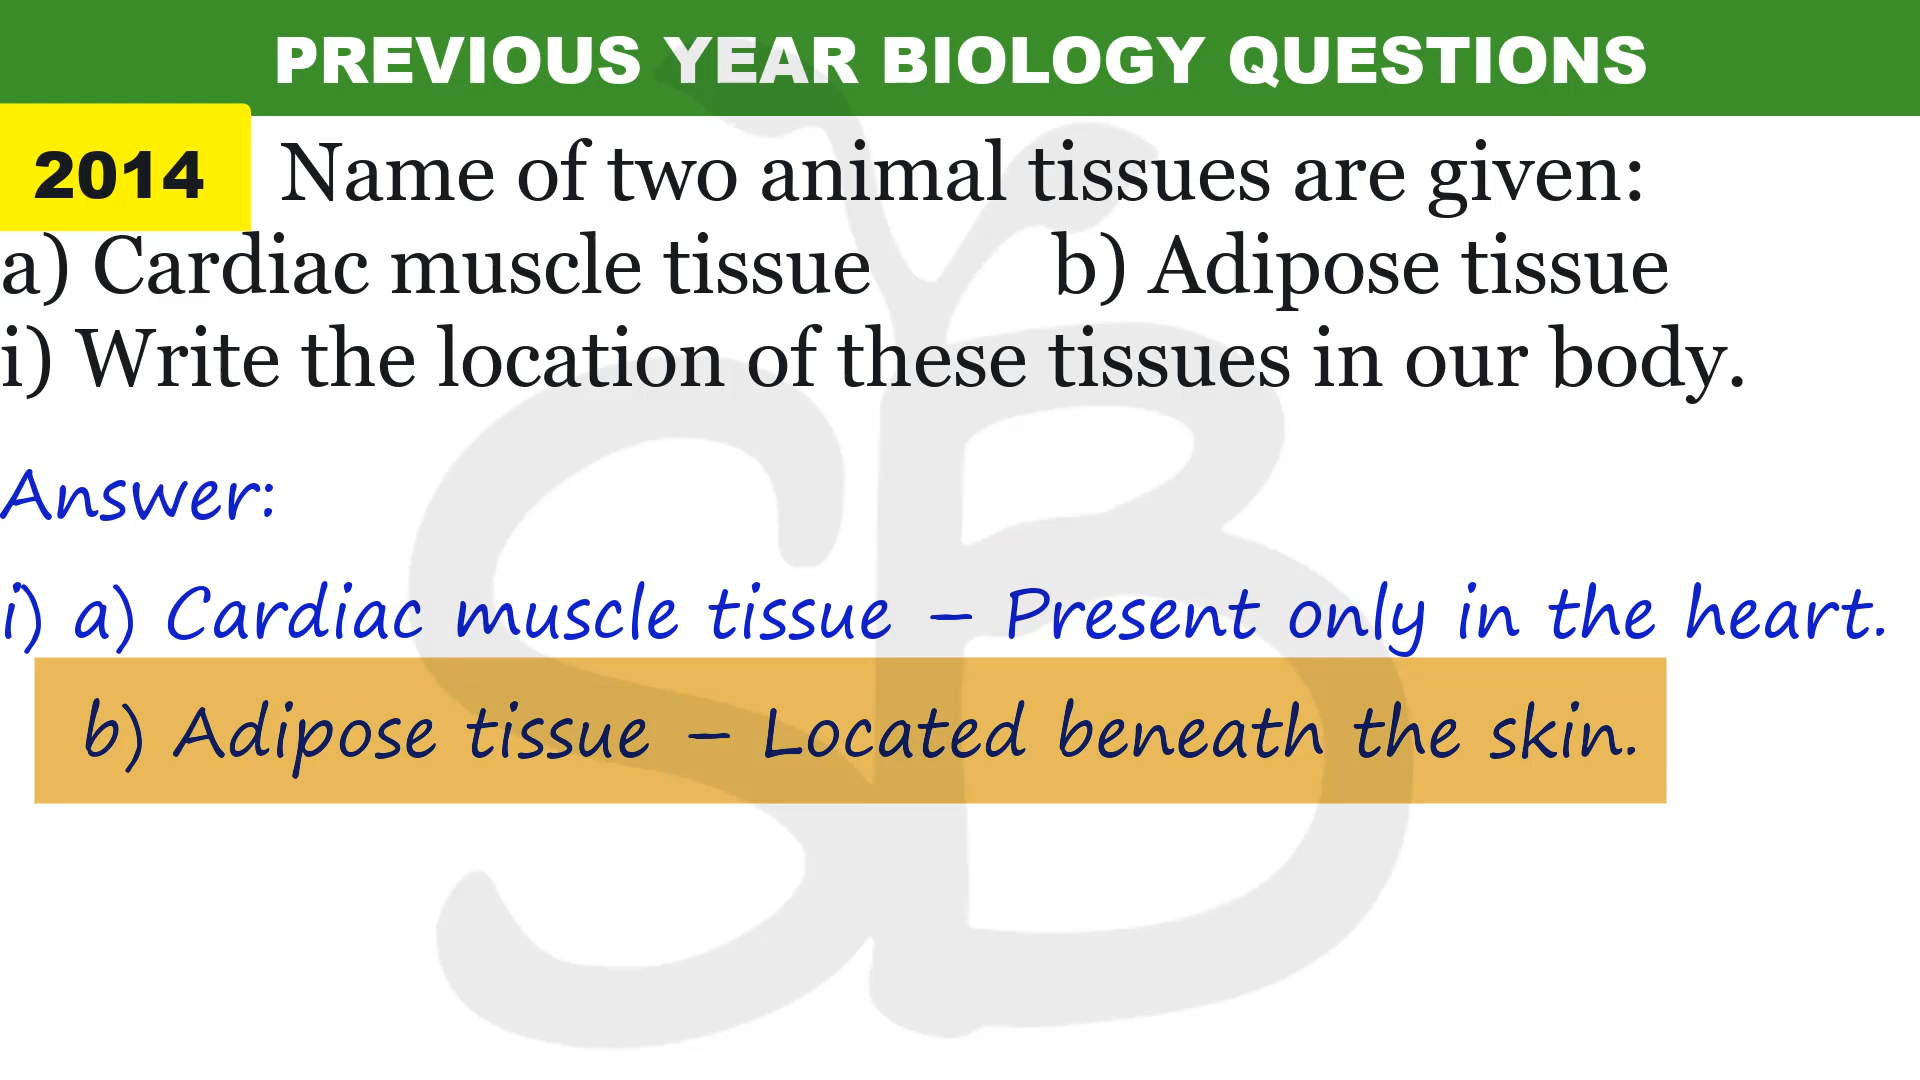 PREVIOUS YEAR BIOLOGY QUESTIONS
2014 Name of two animal tissues are given:
a) Cardiac muscle tissue b) Adipose tissue
i) Write the location of these tissues in our body.
Answer:
i) a) Cardiac muscle tissue – Present only in the heart.
b) Adipose tissue – Located beneath the skin.
SB